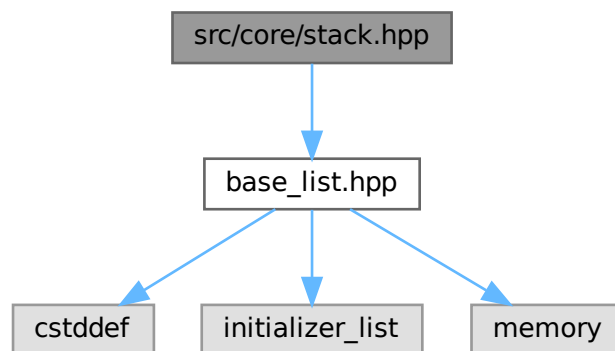 src/core/stack.hpp
base_list.hpp
cstddef
initializer_list
memory